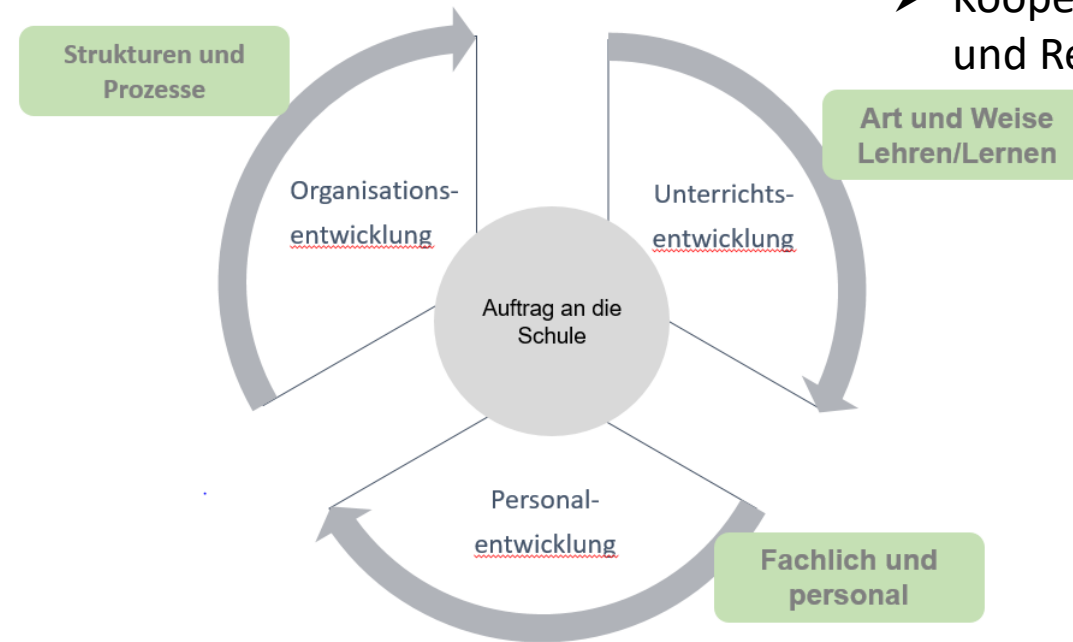 und
Strukturen und
Prozesse
Art und Weise
Lehren/Lernen
Organisations-
entwicklung
Unterrichts-
entwicklung
Auftrag an die
Schule
Personal-
entwicklung
Fachlich und
personal